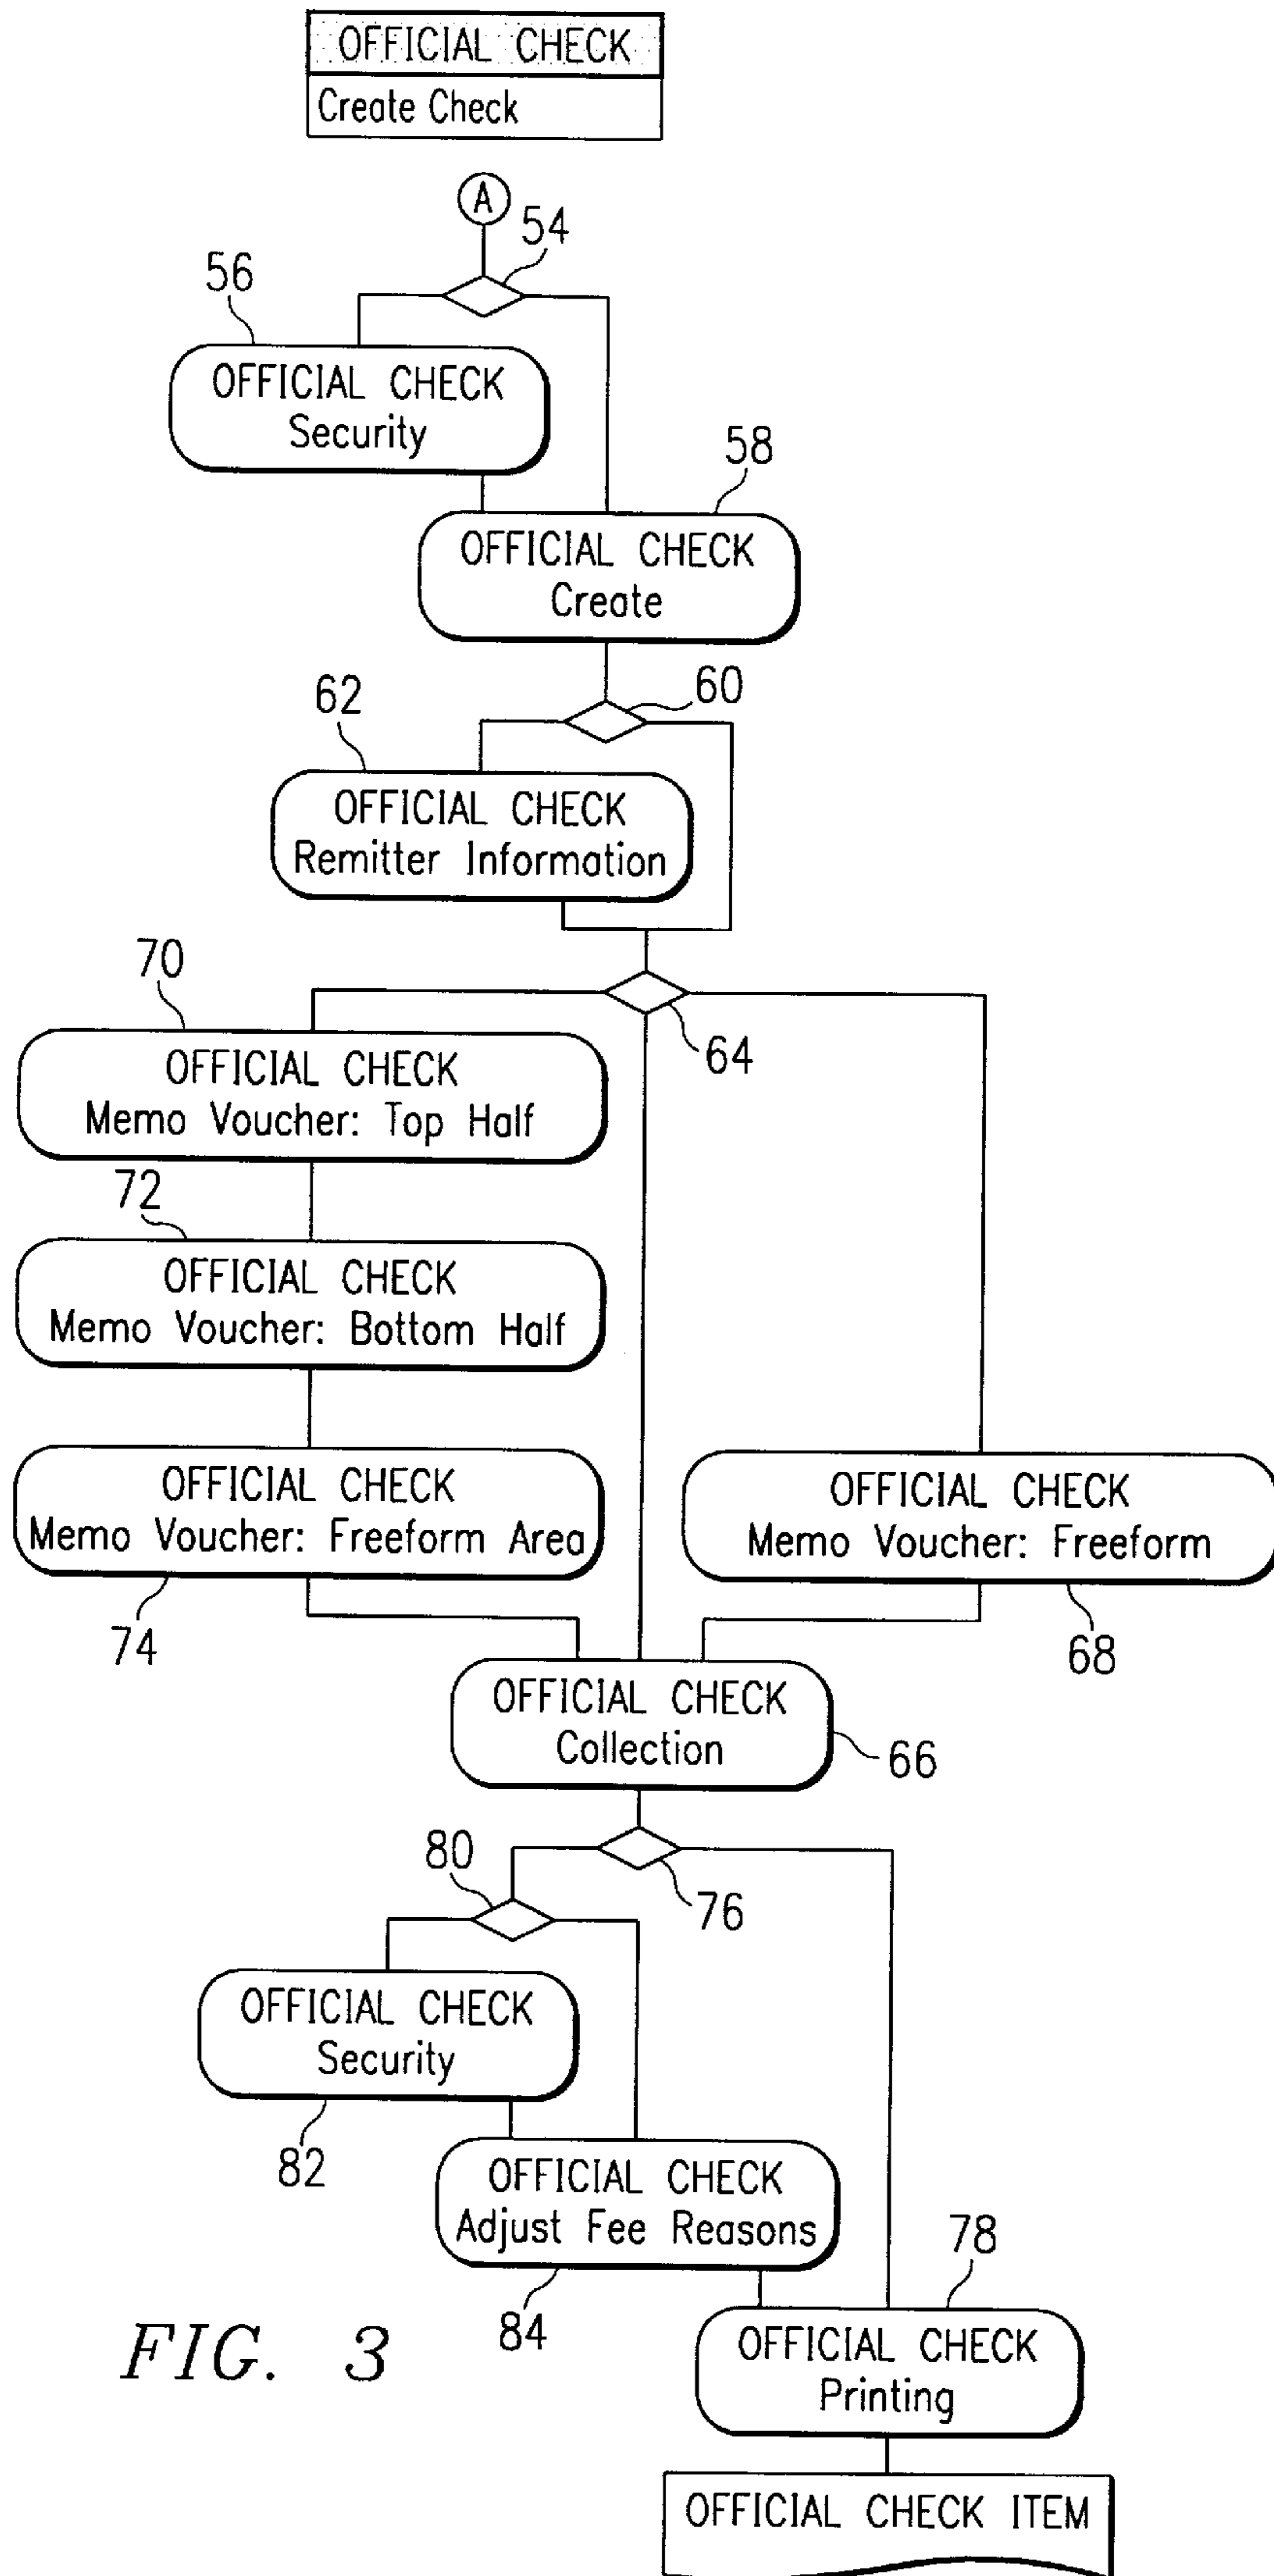 OFFICIAL CHECK
Create Check
A
54
56
OFFICIAL CHECK
Security
58
OFFICIAL CHECK
Create
60
62
OFFICIAL CHECK
Remitter Information
64
70
OFFICIAL CHECK
Memo Voucher: Top Half
72
OFFICIAL CHECK
Memo Voucher: Bottom Half
OFFICIAL CHECK
Memo Voucher: Freeform Area
74
OFFICIAL CHECK
Memo Voucher: Freeform
68
OFFICIAL CHECK
Collection
66
76
80
OFFICIAL CHECK
Security
82
OFFICIAL CHECK
Adjust Fee Reasons
84
78
OFFICIAL CHECK
Printing
OFFICIAL CHECK ITEM
FIG. 3